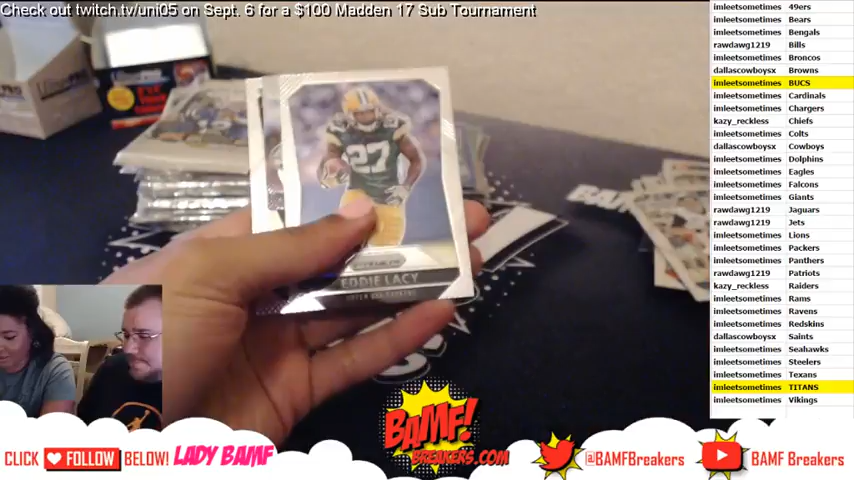 Check out twitch.tv/uni05 on Sept. 6 for a $100 Madden 17 Sub Tournament
imleetsometimes 49ers
imleetsometimes Bears
imleetsometimes Bengals
rawdawg1219 Bills
imleetsometimes Broncos
dallascowboysx Browns
imleetsometimes BUCS
imleetsometimes Cardinals
imleetsometimes Chargers
kazy_reckless Chiefs
imleetsometimes Colts
dallascowboysx Cowboys
imleetsometimes Dolphins
imleetsometimes Eagles
imleetsometimes Falcons
imleetsometimes Giants
rawdawg1219 Jaguars
rawdawg1219 Jets
imleetsometimes Lions
imleetsometimes Packers
imleetsometimes Panthers
rawdawg1219 Patriots
kazy_reckless Raiders
imleetsometimes Rams
imleetsometimes Ravens
imleetsometimes Redskins
dallascowboysx Saints
imleetsometimes Seahawks
imleetsometimes Steelers
imleetsometimes Texans
imleetsometimes TITANS
imleetsometimes Vikings
27
EDDIE LACY
GREEN BAY PACKERS
BAMF
CLICK FOLLOW BELOW! LADY BAMF
BAMF!
BREAKERS.COM
@BAMFBreakers
BAMF Breakers